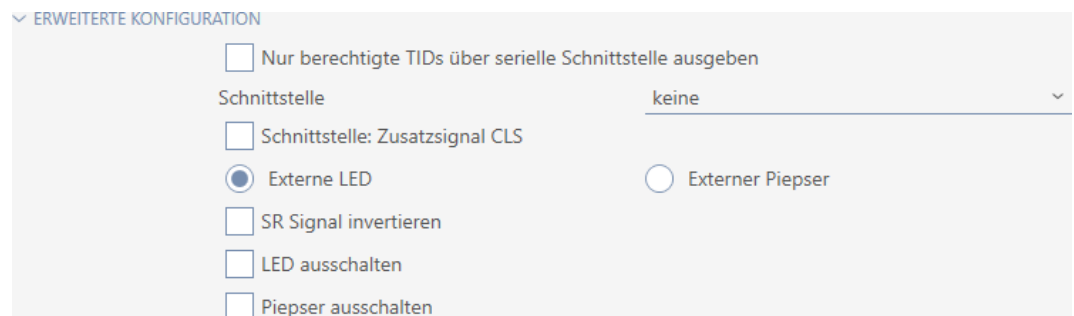 ERWEITERTE KONFIGURATION
Nur berechtigte TIDs über serielle Schnittstelle ausgeben
Schnittstelle keine
Schnittstelle: Zusatzsignal CLS
Externe LED Externer Piepser
SR Signal invertieren
LED ausschalten
Piepser ausschalten